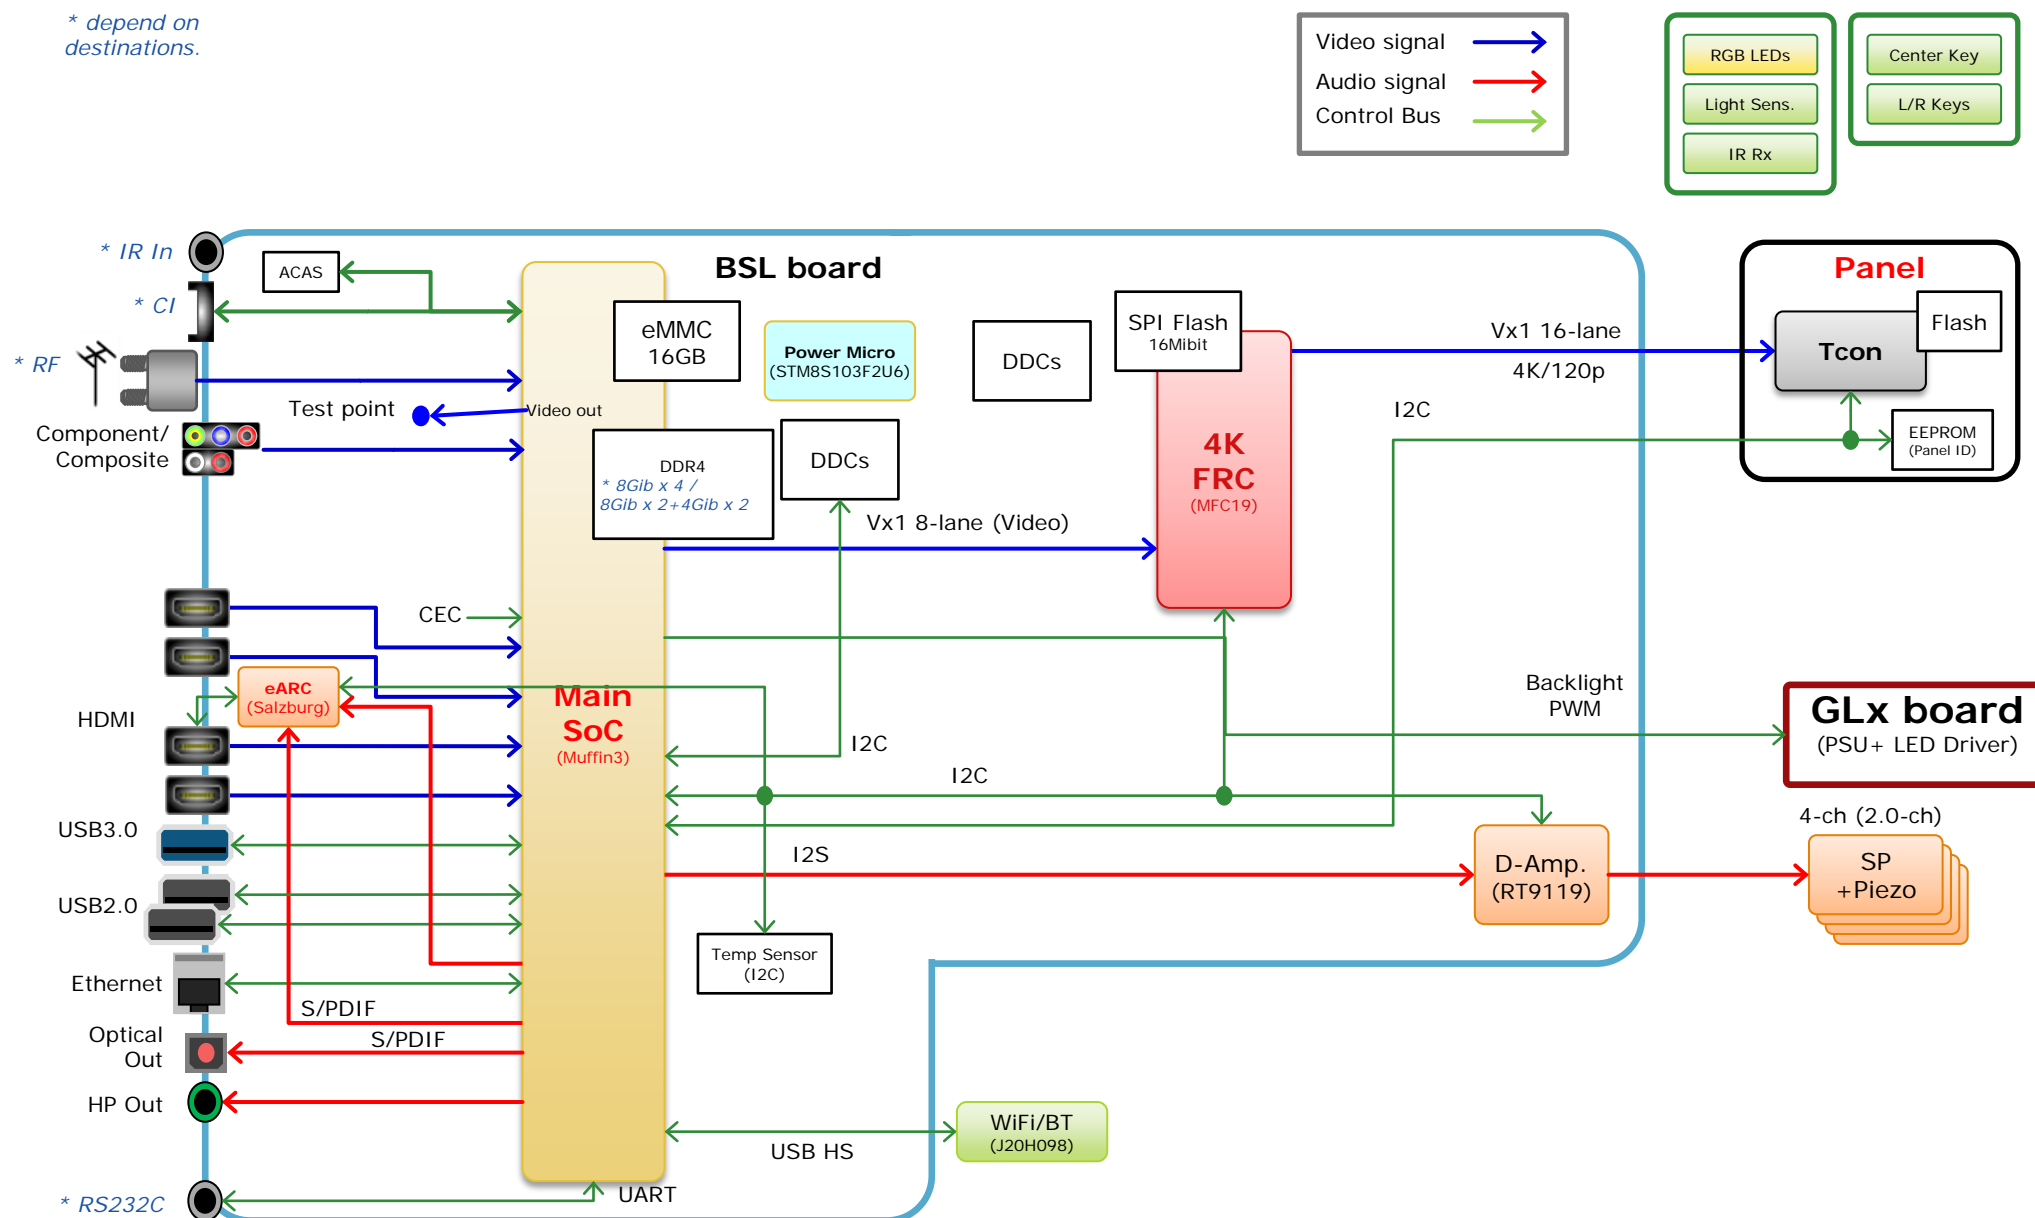 * depend on
destinations.
Video signal
Audio signal
Control Bus
RGB LEDs
Light Sens.
IR Rx
Center Key
L/R Keys
* IR In
* CI
* RF
Component/
Composite
HDMI
USB3.0
USB2.0
Ethernet
Optical
Out
HP Out
* RS232C
ACAS
Test point
Video out
CEC
eARC
(Salzburg)
S/PDIF
S/PDIF
UART
BSL board
eMMC
16GB
Power Micro
(STM8S103F2U6)
DDCs
SPI Flash
16Mibit
DDR4
* 8Gib x 4 /
8Gib x 2+4Gib x 2
DDCs
Vx1 8-lane (Video)
4K
FRC
(MFC19)
Main
SoC
(Muffin3)
I2C
I2C
I2S
Temp Sensor
(I2C)
USB HS
WiFi/BT
(J20H098)
D-Amp.
(RT9119)
Vx1 16-lane
4K/120p
I2C
Backlight
PWM
Panel
Tcon
Flash
EEPROM
(Panel ID)
GLx board
(PSU+ LED Driver)
4-ch (2.0-ch)
SP
+Piezo